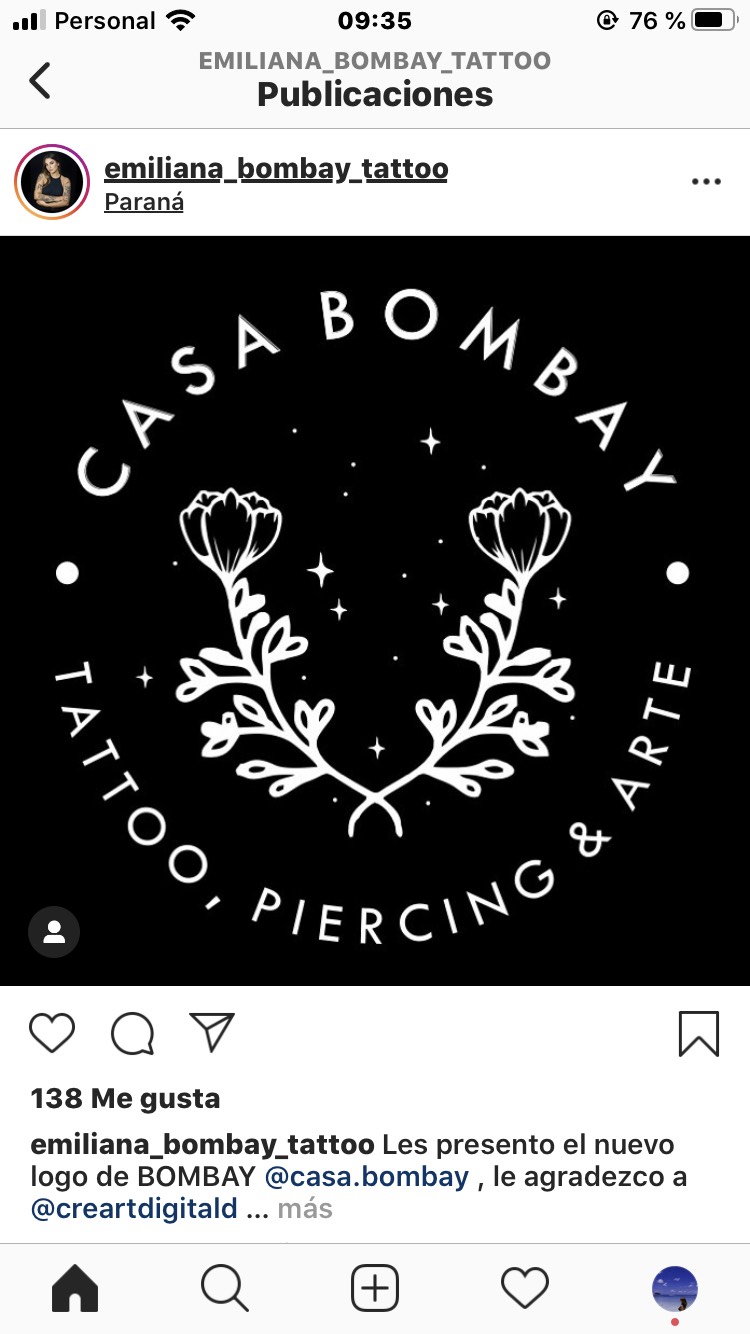 Personal 09:35 76 %
EMILIANA_BOMBAY_TATTOO
Publicaciones
emiliana_bombay_tattoo
Paraná
CASA BOMBAY
TATTOO, PIERCING & ARTE
138 Me gusta
emiliana_bombay_tattoo Les presento el nuevo
logo de BOMBAY @casa.bombay , le agradezco a
@creartdigitald ... más